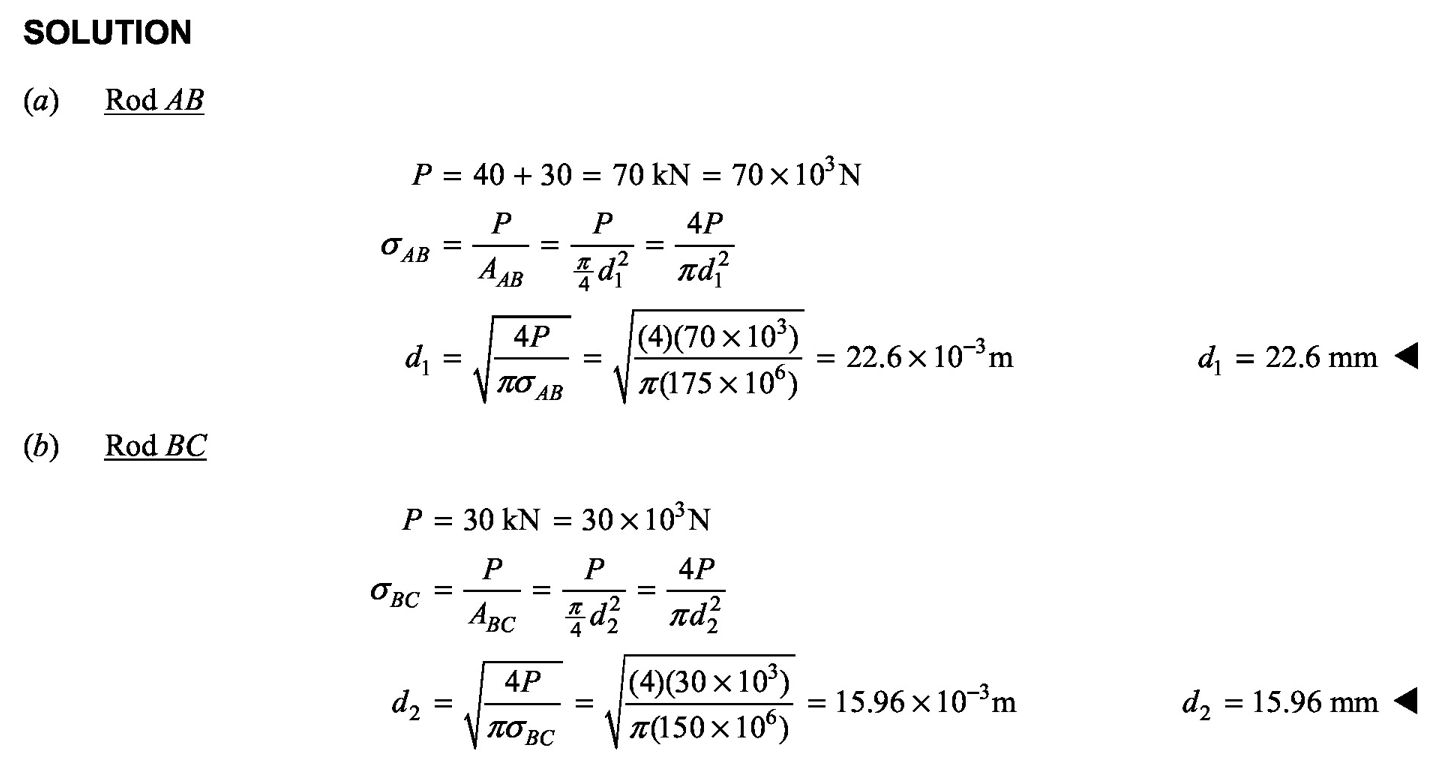 SOLUTION
(a) Rod AB
P = 40 + 30 = 70 kN = 70 × 10³ N
σ_AB = P/A_AB = P/(π/4 d₁²) = 4P/(πd₁²)
d₁ = √(4P/(πσ_AB)) = √((4)(70 × 10³)/(π(175 × 10⁶))) = 22.6 × 10⁻³ m d₁ = 22.6 mm ◄
(b) Rod BC
P = 30 kN = 30 × 10³ N
σ_BC = P/A_BC = P/(π/4 d₂²) = 4P/(πd₂²)
d₂ = √(4P/(πσ_BC)) = √((4)(30 × 10³)/(π(150 × 10⁶))) = 15.96 × 10⁻³ m d₂ = 15.96 mm ◄